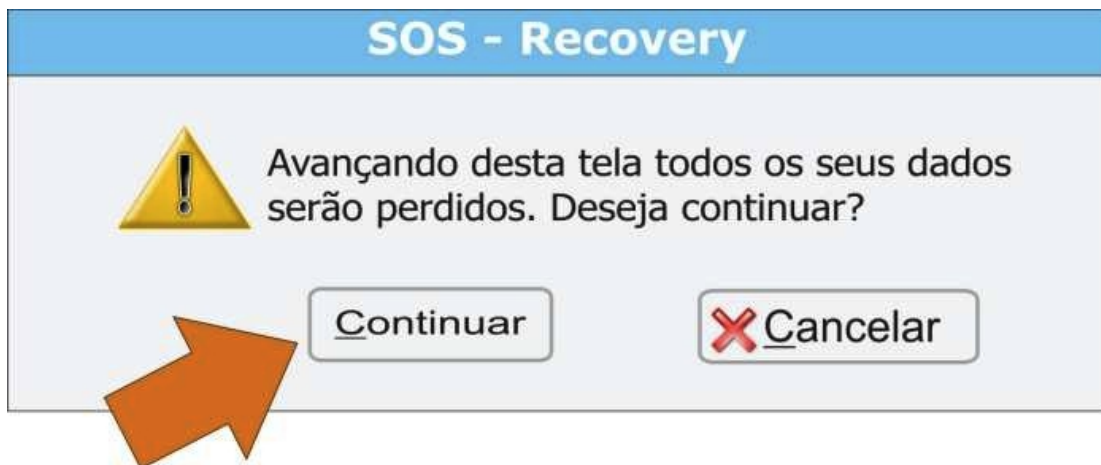 SOS - Recovery
Avançando desta tela todos os seus dados
serão perdidos. Deseja continuar?
Continuar
Cancelar